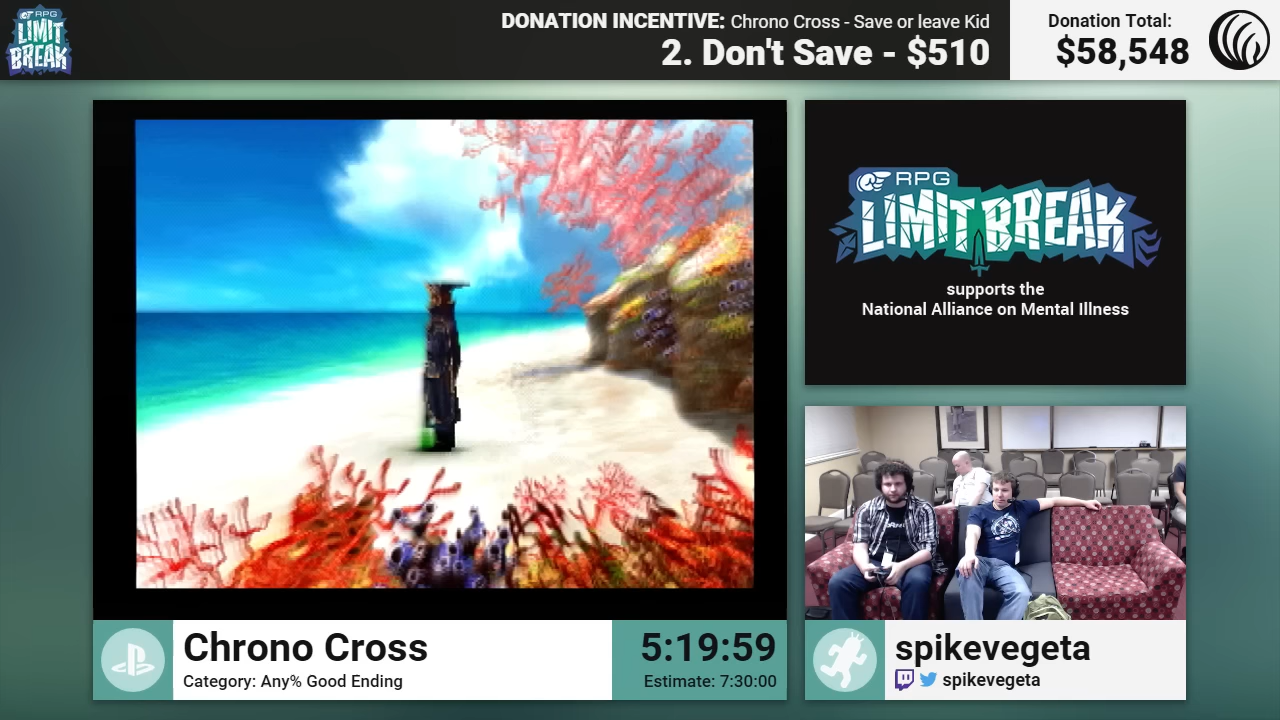 RPG
LIMIT
BREAK
DONATION INCENTIVE: Chrono Cross - Save or leave Kid
2. Don't Save - $510
Donation Total:
$58,548
RPG
LIMIT BREAK
supports the
National Alliance on Mental Illness
Chrono Cross
Category: Any% Good Ending
5:19:59
Estimate: 7:30:00
spikevegeta
spikevegeta